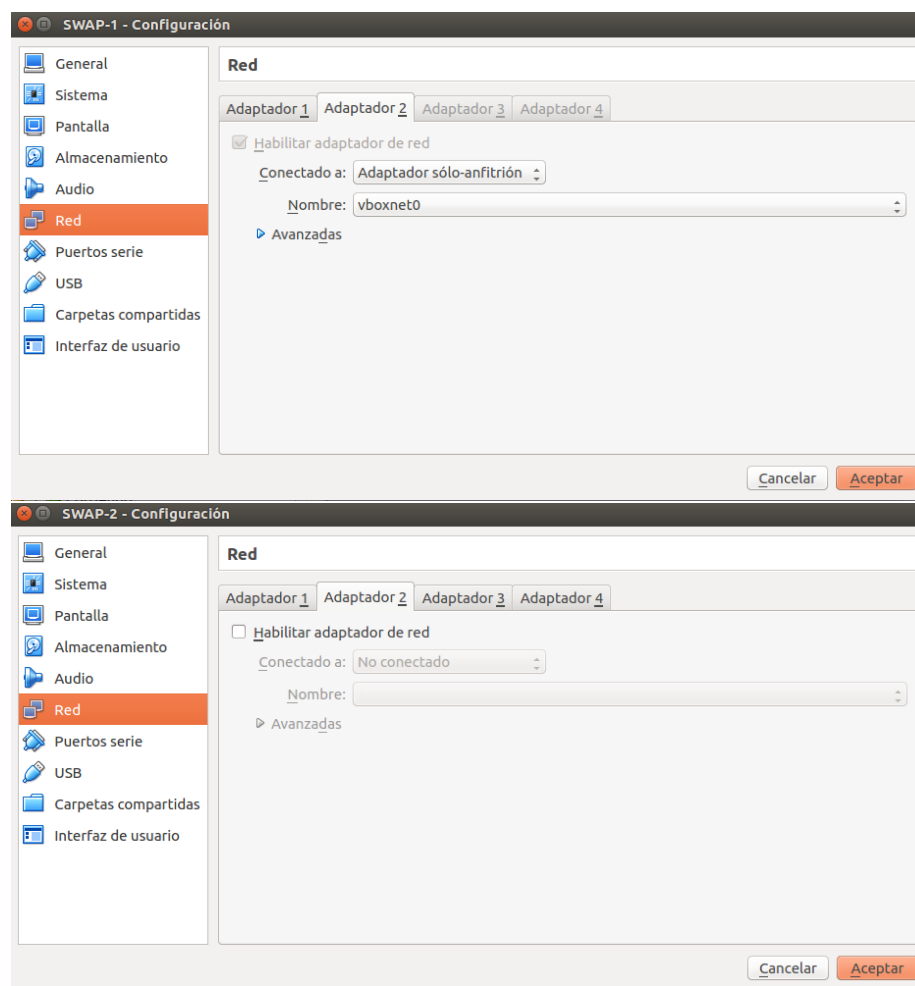 SWAP-1 - Configuración
General
Sistema
Pantalla
Almacenamiento
Audio
Red
Puertos serie
USB
Carpetas compartidas
Interfaz de usuario
Red
Adaptador 1 Adaptador 2 Adaptador 3 Adaptador 4
Habilitar adaptador de red
Conectado a: Adaptador sólo-anfitrión
Nombre: vboxnet0
Avanzadas
Cancelar Aceptar
SWAP-2 - Configuración
General
Sistema
Pantalla
Almacenamiento
Audio
Red
Puertos serie
USB
Carpetas compartidas
Interfaz de usuario
Red
Adaptador 1 Adaptador 2 Adaptador 3 Adaptador 4
Habilitar adaptador de red
Conectado a: No conectado
Nombre:
Avanzadas
Cancelar Aceptar